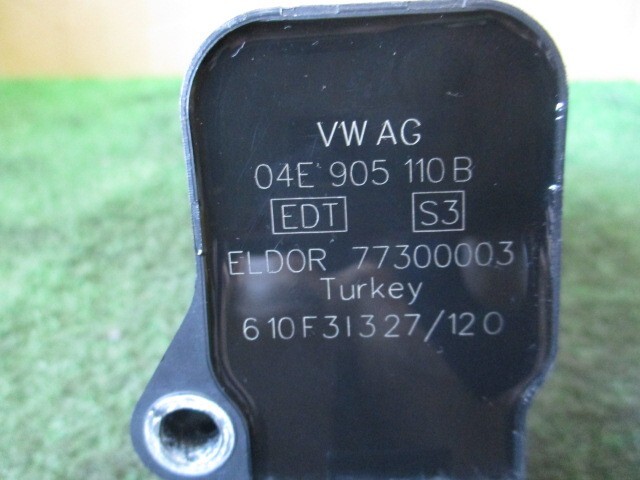 VW AG
04E 905 110 B
EDT S3
ELDOR 77300003
Turkey
610F31327/120